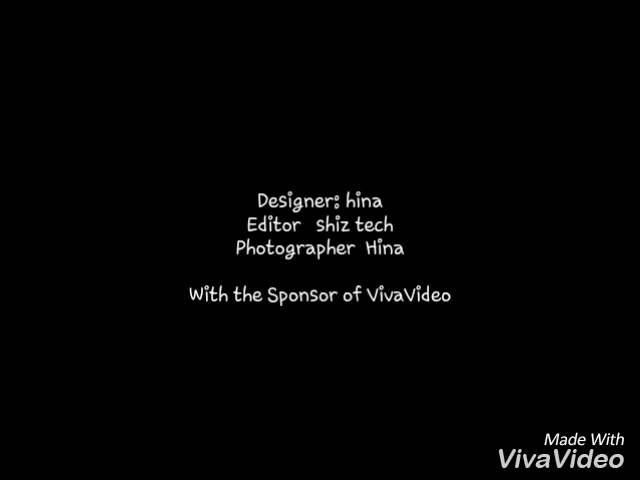 Designer: hina
Editor shiz tech
Photographer Hina
With the Sponsor of VivaVideo
Made With
VivaVideo